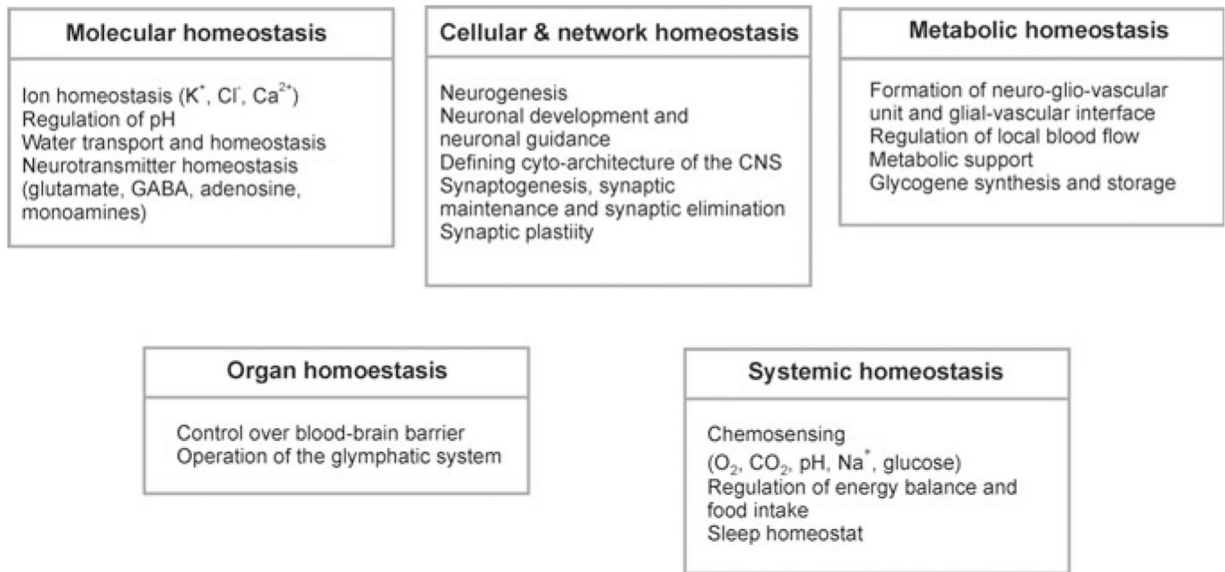 Molecular homeostasis
Ion homeostasis (K⁺, Cl⁻, Ca²⁺)
Regulation of pH
Water transport and homeostasis
Neurotransmitter homeostasis
(glutamate, GABA, adenosine,
monoamines)
Cellular & network homeostasis
Neurogenesis
Neuronal development and
neuronal guidance
Defining cyto-architecture of the CNS
Synaptogenesis, synaptic
maintenance and synaptic elimination
Synaptic plastiity
Metabolic homeostasis
Formation of neuro-glio-vascular
unit and glial-vascular interface
Regulation of local blood flow
Metabolic support
Glycogene synthesis and storage
Organ homoestasis
Control over blood-brain barrier
Operation of the glymphatic system
Systemic homeostasis
Chemosensing
(O₂, CO₂, pH, Na⁺, glucose)
Regulation of energy balance and
food intake
Sleep homeostat